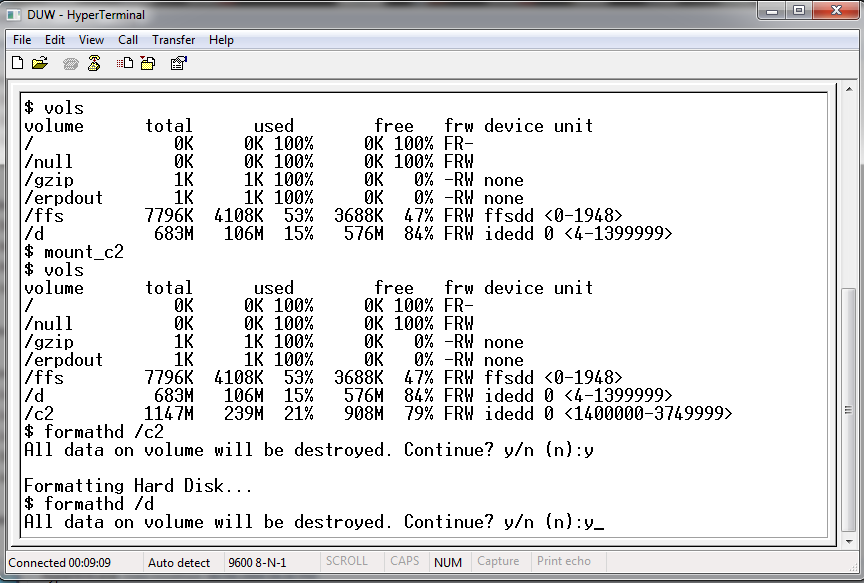 DUW - HyperTerminal
File Edit View Call Transfer Help
$ vols
volume total used free frw device unit
/ 0K 0K 100% 0K 100% FR-
/null 0K 0K 100% 0K 100% FRW
/gzip 1K 1K 100% 0K 0% -RW none
/erpdout 1K 1K 100% 0K 0% -RW none
/ffs 7796K 4108K 53% 3688K 47% FRW ffsdd <0-1948>
/d 683M 106M 15% 576M 84% FRW idedd 0 <4-1399999>
$ mount_c2
$ vols
volume total used free frw device unit
/ 0K 0K 100% 0K 100% FR-
/null 0K 0K 100% 0K 100% FRW
/gzip 1K 1K 100% 0K 0% -RW none
/erpdout 1K 1K 100% 0K 0% -RW none
/ffs 7796K 4108K 53% 3688K 47% FRW ffsdd <0-1948>
/d 683M 106M 15% 576M 84% FRW idedd 0 <4-1399999>
/c2 1147M 239M 21% 908M 79% FRW idedd 0 <1400000-3749999>
$ formathd /c2
All data on volume will be destroyed. Continue? y/n (n):y
Formatting Hard Disk...
$ formathd /d
All data on volume will be destroyed. Continue? y/n (n):y_
Connected 00:09:09 Auto detect 9600 8-N-1 SCROLL CAPS NUM Capture Print echo